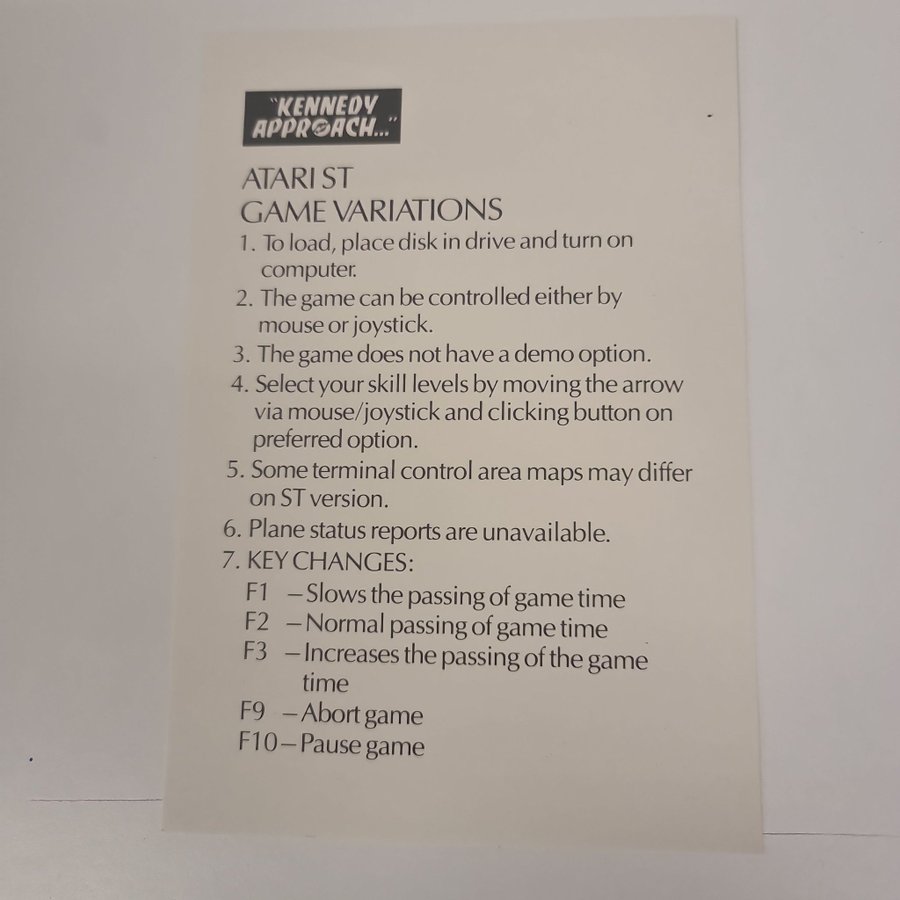 "KENNEDY
APPROACH..."
ATARI ST
GAME VARIATIONS
1. To load, place disk in drive and turn on
computer.
2. The game can be controlled either by
mouse or joystick.
3. The game does not have a demo option.
4. Select your skill levels by moving the arrow
via mouse/joystick and clicking button on
preferred option.
5. Some terminal control area maps may differ
on ST version.
6. Plane status reports are unavailable.
7. KEY CHANGES:
F1 – Slows the passing of game time
F2 – Normal passing of game time
F3 – Increases the passing of the game
time
F9 – Abort game
F10 – Pause game